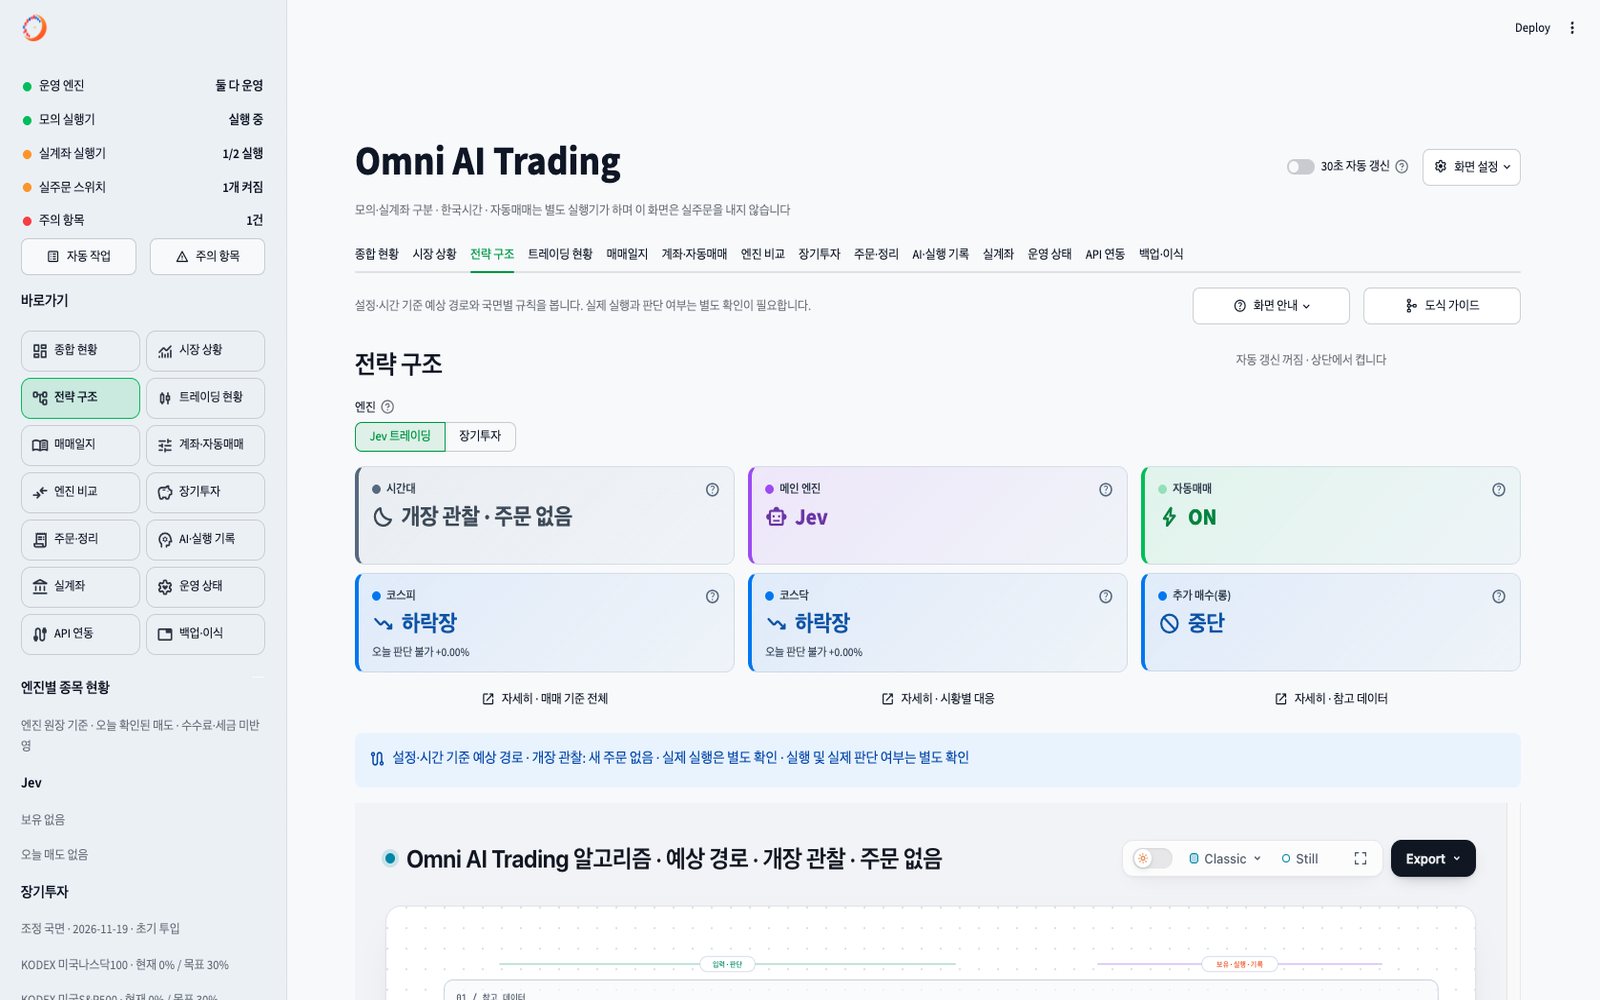 Deploy
운영 엔진 둘 다 운영
모의 실행기 실행 중
실계좌 실행기 1/2 실행
실주문 스위치 1개 켜짐
주의 항목 1건
자동 작업 주의 항목
바로가기
종합 현황 시장 상황
전략 구조 트레이딩 현황
매매일지 계좌·자동매매
엔진 비교 장기투자
주문·정리 AI·실행 기록
실계좌 운영 상태
API 연동 백업·이식
엔진별 종목 현황
엔진 원장 기준 · 오늘 확인된 매도 · 수수료·세금 미반
영
Jev
보유 없음
오늘 매도 없음
장기투자
조정 국면 · 2026-11-19 · 초기 투입
KODEX 미국나스닥100 · 현재 0% / 목표 30%
KODEX 미국S&P500 · 현재 0% / 목표 30%
Omni AI Trading
30초 자동 갱신 화면 설정
모의·실계좌 구분 · 한국시간 · 자동매매는 별도 실행기가 하며 이 화면은 실주문을 내지 않습니다
종합 현황 시장 상황 전략 구조 트레이딩 현황 매매일지 계좌·자동매매 엔진 비교 장기투자 주문·정리 AI·실행 기록 실계좌 운영 상태 API 연동 백업·이식
설정·시간 기준 예상 경로와 국면별 규칙을 봅니다. 실제 실행과 판단 여부는 별도 확인이 필요합니다.
화면 안내 도식 가이드
전략 구조
자동 갱신 꺼짐 · 상단에서 켭니다
엔진
Jev 트레이딩 장기투자
시간대
개장 관찰 · 주문 없음
메인 엔진
Jev
자동매매
ON
코스피
하락장
오늘 판단 불가 +0.00%
코스닥
하락장
오늘 판단 불가 +0.00%
추가 매수(롱)
중단
자세히 · 매매 기준 전체
자세히 · 시황별 대응
자세히 · 참고 데이터
설정·시간 기준 예상 경로 · 개장 관찰: 새 주문 없음 · 실제 실행은 별도 확인 · 실행 및 실제 판단 여부는 별도 확인
Omni AI Trading 알고리즘 · 예상 경로 · 개장 관찰 · 주문 없음
Classic Still Export
입력·판단
보유·실행·기록
01 / 참고 데이터